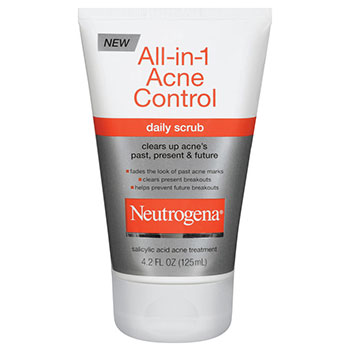 NEW
All-in-1
Acne
Control
daily scrub
clears up acne's
past, present & future
• fades the look of past acne marks
• clears present breakouts
• helps prevent future breakouts
Neutrogena®
salicylic acid acne treatment
4.2 FL OZ (125mL)